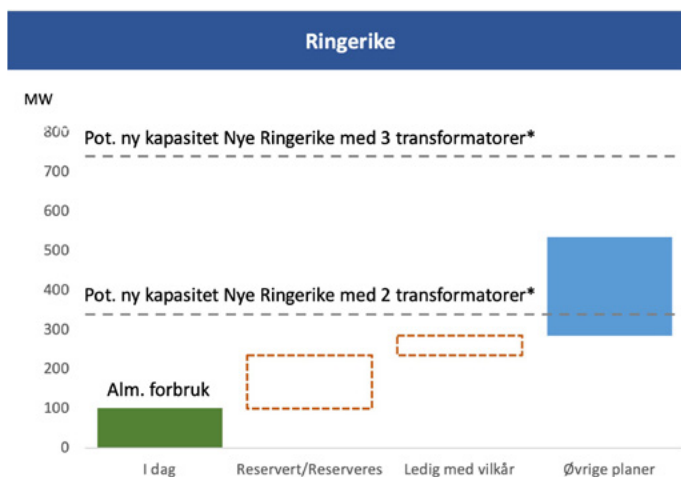 Ringerike
MW
800
Pot. ny kapasitet Nye Ringerike med 3 transformatorer*
700
600
500
400
Pot. ny kapasitet Nye Ringerike med 2 transformatorer*
300
200
Alm. forbruk
100
0
I dag
Reservert/Reserveres
Ledig med vilkår
Øvrige planer